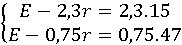 E − 2,3r = 2,3.15
E − 0,75r = 0,75.47